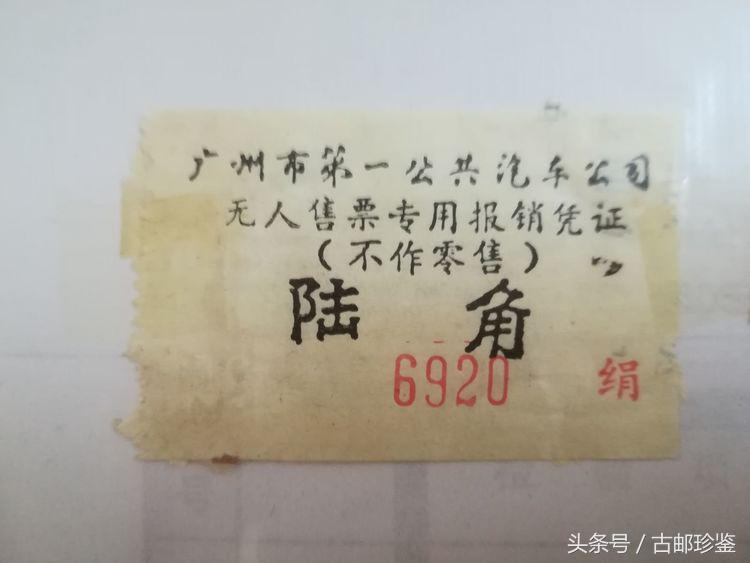 广州市第一公共汽车公司
无人售票专用报销凭证
（不作零售）
陆 角
6920 绢
头条号 / 古邮珍鉴